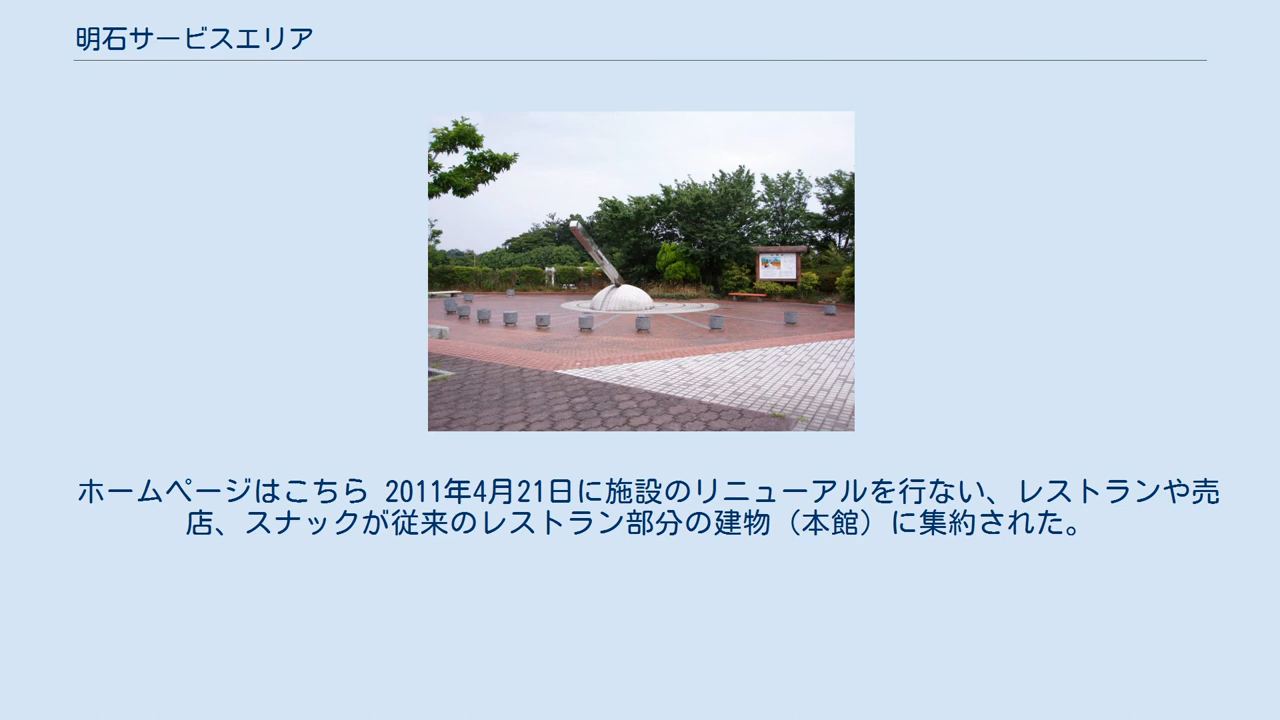 明石サービスエリア
ホームページはこちら 2011年4月21日に施設のリニューアルを行ない、レストランや売
店、スナックが従来のレストラン部分の建物（本館）に集約された。